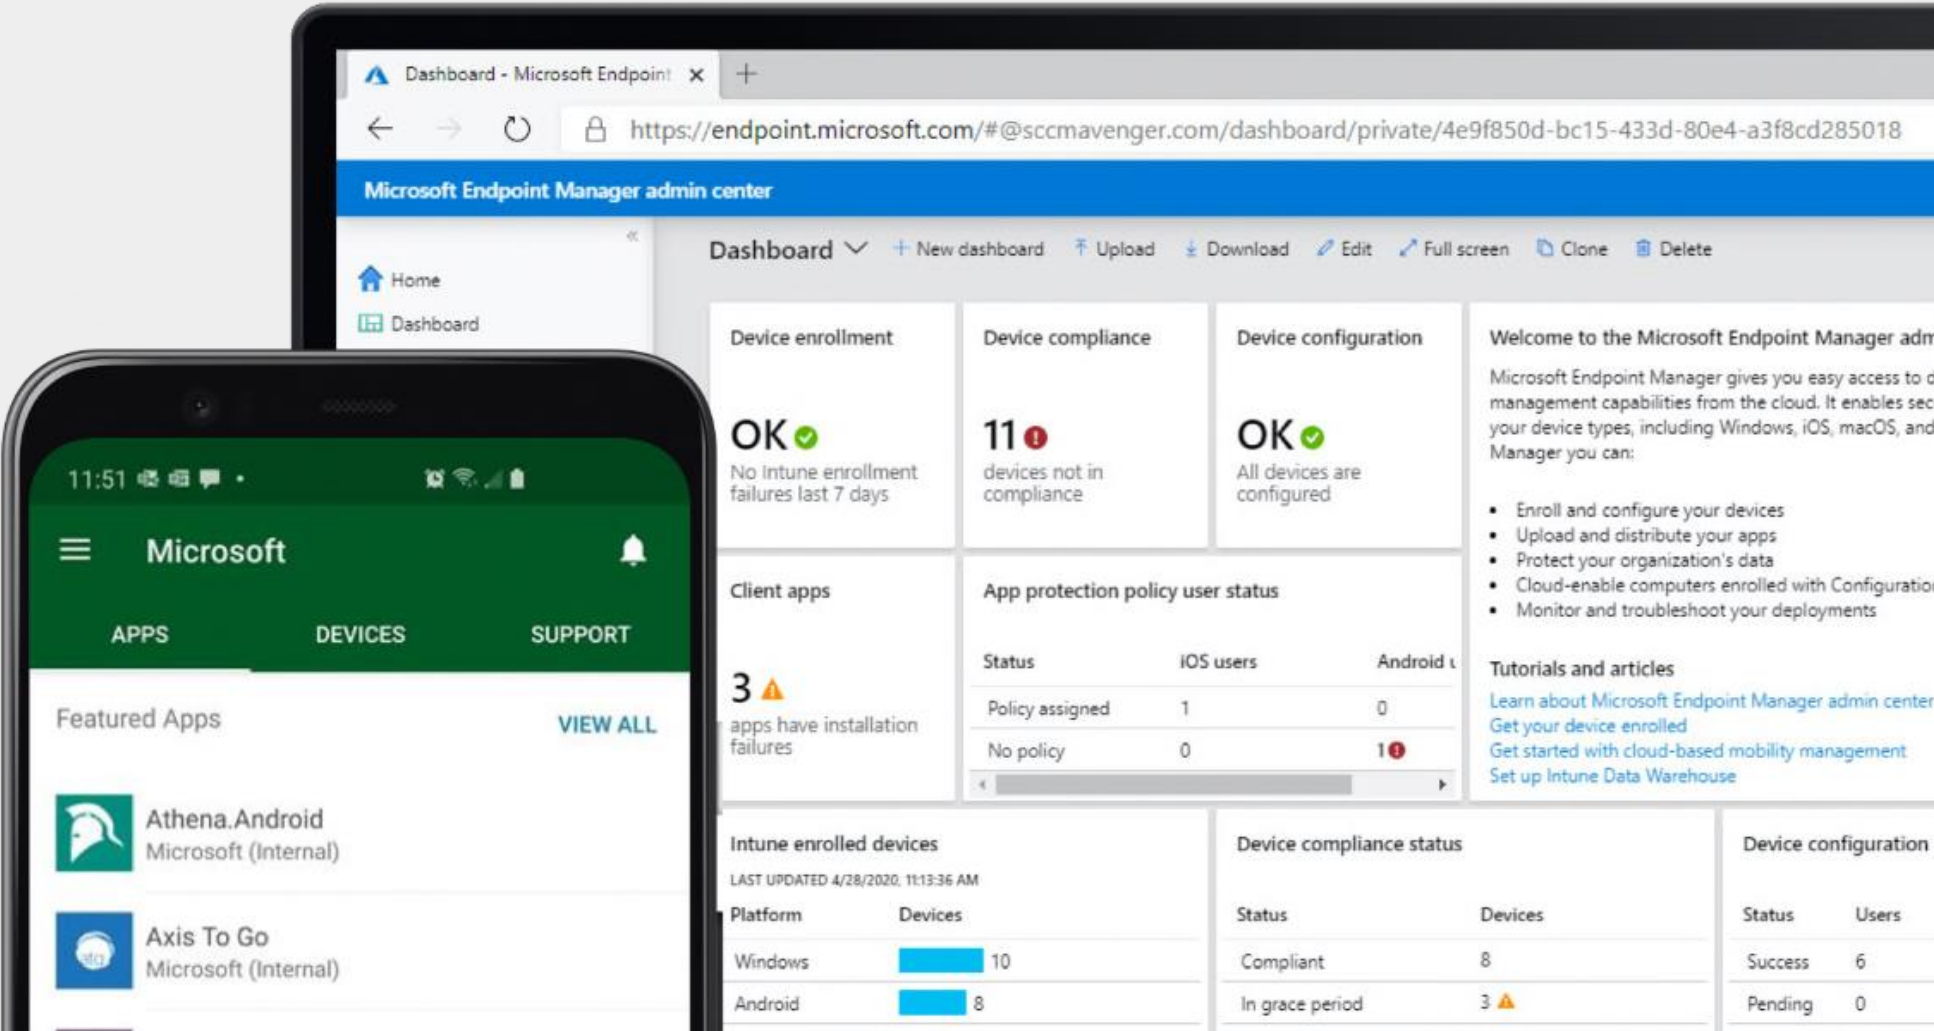 Dashboard - Microsoft Endpoint
https://endpoint.microsoft.com/#@sccmavenger.com/dashboard/private/4e9f850d-bc15-433d-80e4-a3f8cd285018
Microsoft Endpoint Manager admin center
Home
Dashboard
Dashboard
New dashboard
Upload
Download
Edit
Full screen
Clone
Delete
Device enrollment
OK
No Intune enrollment
failures last 7 days
Device compliance
11
devices not in
compliance
Device configuration
OK
All devices are
configured
Welcome to the Microsoft Endpoint Manager adm
Microsoft Endpoint Manager gives you easy access to d
management capabilities from the cloud. It enables sec
your device types, including Windows, iOS, macOS, and
Manager you can:
• Enroll and configure your devices
• Upload and distribute your apps
• Protect your organization's data
• Cloud-enable computers enrolled with Configuration
• Monitor and troubleshoot your deployments
Tutorials and articles
Learn about Microsoft Endpoint Manager admin center
Get your device enrolled
Get started with cloud-based mobility management
Set up Intune Data Warehouse
Client apps
3
apps have installation
failures
App protection policy user status
Status iOS users Android u
Policy assigned 1 0
No policy 0 1
Intune enrolled devices
LAST UPDATED 4/28/2020, 11:13:36 AM
Platform Devices
Windows 10
Android 8
Device compliance status
Status Devices
Compliant 8
In grace period 3
Device configuration
Status Users
Success 6
Pending 0
11:51
Microsoft
APPS DEVICES SUPPORT
Featured Apps VIEW ALL
Athena.Android
Microsoft (Internal)
atg
Axis To Go
Microsoft (Internal)